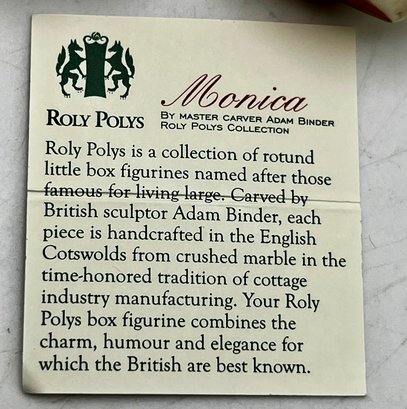 Monica
ROLY POLYS
BY MASTER CARVER ADAM BINDER
ROLY POLYS COLLECTION
Roly Polys is a collection of rotund
little box figurines named after those
famous for living large. Carved by
British sculptor Adam Binder, each
piece is handcrafted in the English
Cotswolds from crushed marble in the
time-honored tradition of cottage
industry manufacturing. Your Roly
Polys box figurine combines the
charm, humour and elegance for
which the British are best known.